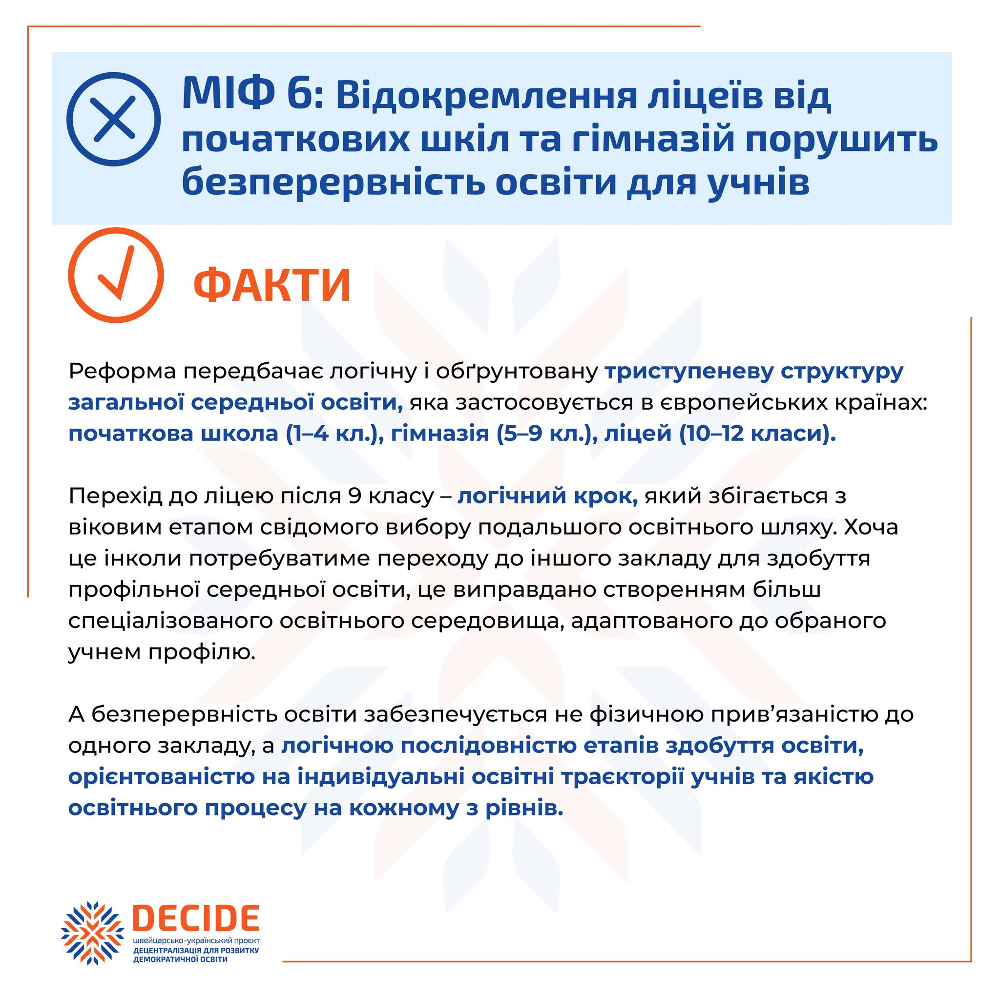 МІФ 6: Відокремлення ліцеїв від
початкових шкіл та гімназій порушить
безперервність освіти для учнів
ФАКТИ
Реформа передбачає логічну і обґрунтовану триступеневу структуру
загальної середньої освіти, яка застосовується в європейських країнах:
початкова школа (1–4 кл.), гімназія (5–9 кл.), ліцей (10–12 класи).
Перехід до ліцею після 9 класу – логічний крок, який збігається з
віковим етапом свідомого вибору подальшого освітнього шляху. Хоча
це інколи потребуватиме переходу до іншого закладу для здобуття
профільної середньої освіти, це виправдано створенням більш
спеціалізованого освітнього середовища, адаптованого до обраного
учнем профілю.
А безперервність освіти забезпечується не фізичною прив’язаністю до
одного закладу, а логічною послідовністю етапів здобуття освіти,
орієнтованістю на індивідуальні освітні траєкторії учнів та якістю
освітнього процесу на кожному з рівнів.
DECIDE
швейцарсько-український проєкт
ДЕЦЕНТРАЛІЗАЦІЯ ДЛЯ РОЗВИТКУ
ДЕМОКРАТИЧНОЇ ОСВІТИ